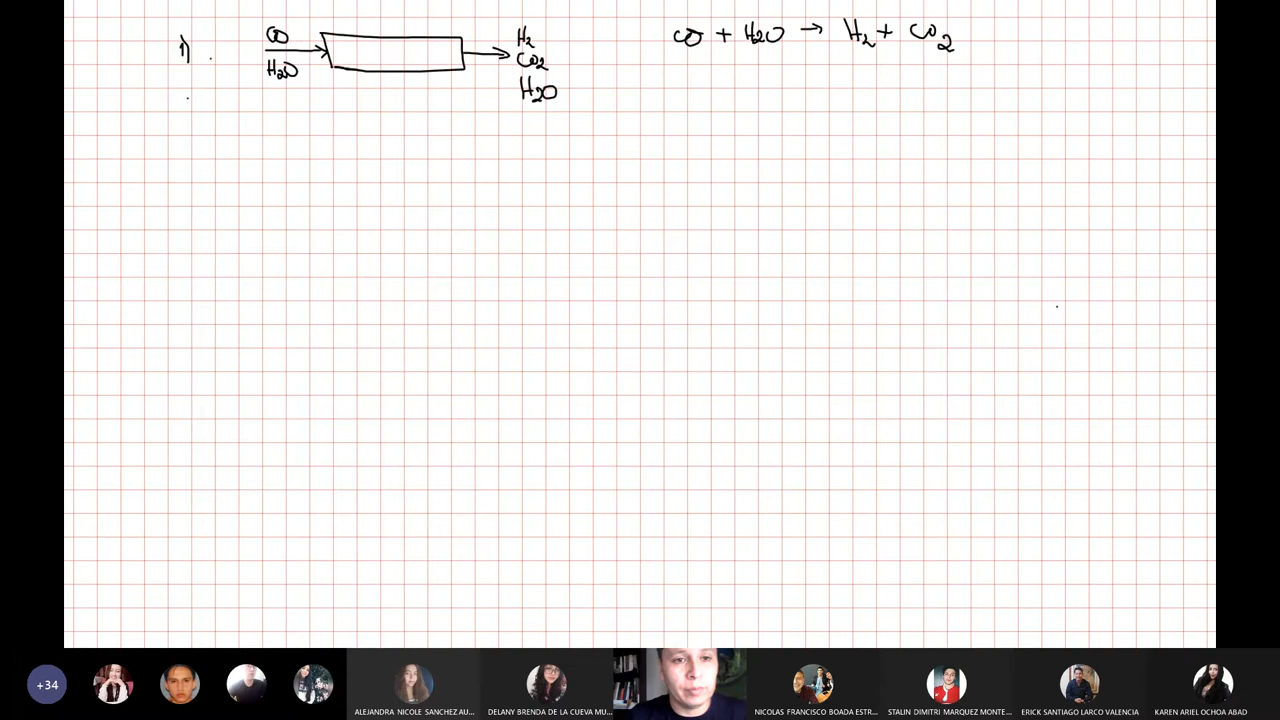 1)
CO
H2O
H2
CO2
H2O
CO + H2O → H2 + CO2
+34
ALEJANDRA NICOLE SANCHEZ AU...
DELANY BRENDA DE LA CUEVA MU...
NICOLAS FRANCISCO BOADA ESTR...
STALIN DIMITRI MARQUEZ MONTE...
ERICK SANTIAGO LARCO VALENCIA
KAREN ARIEL OCHOA ABAD